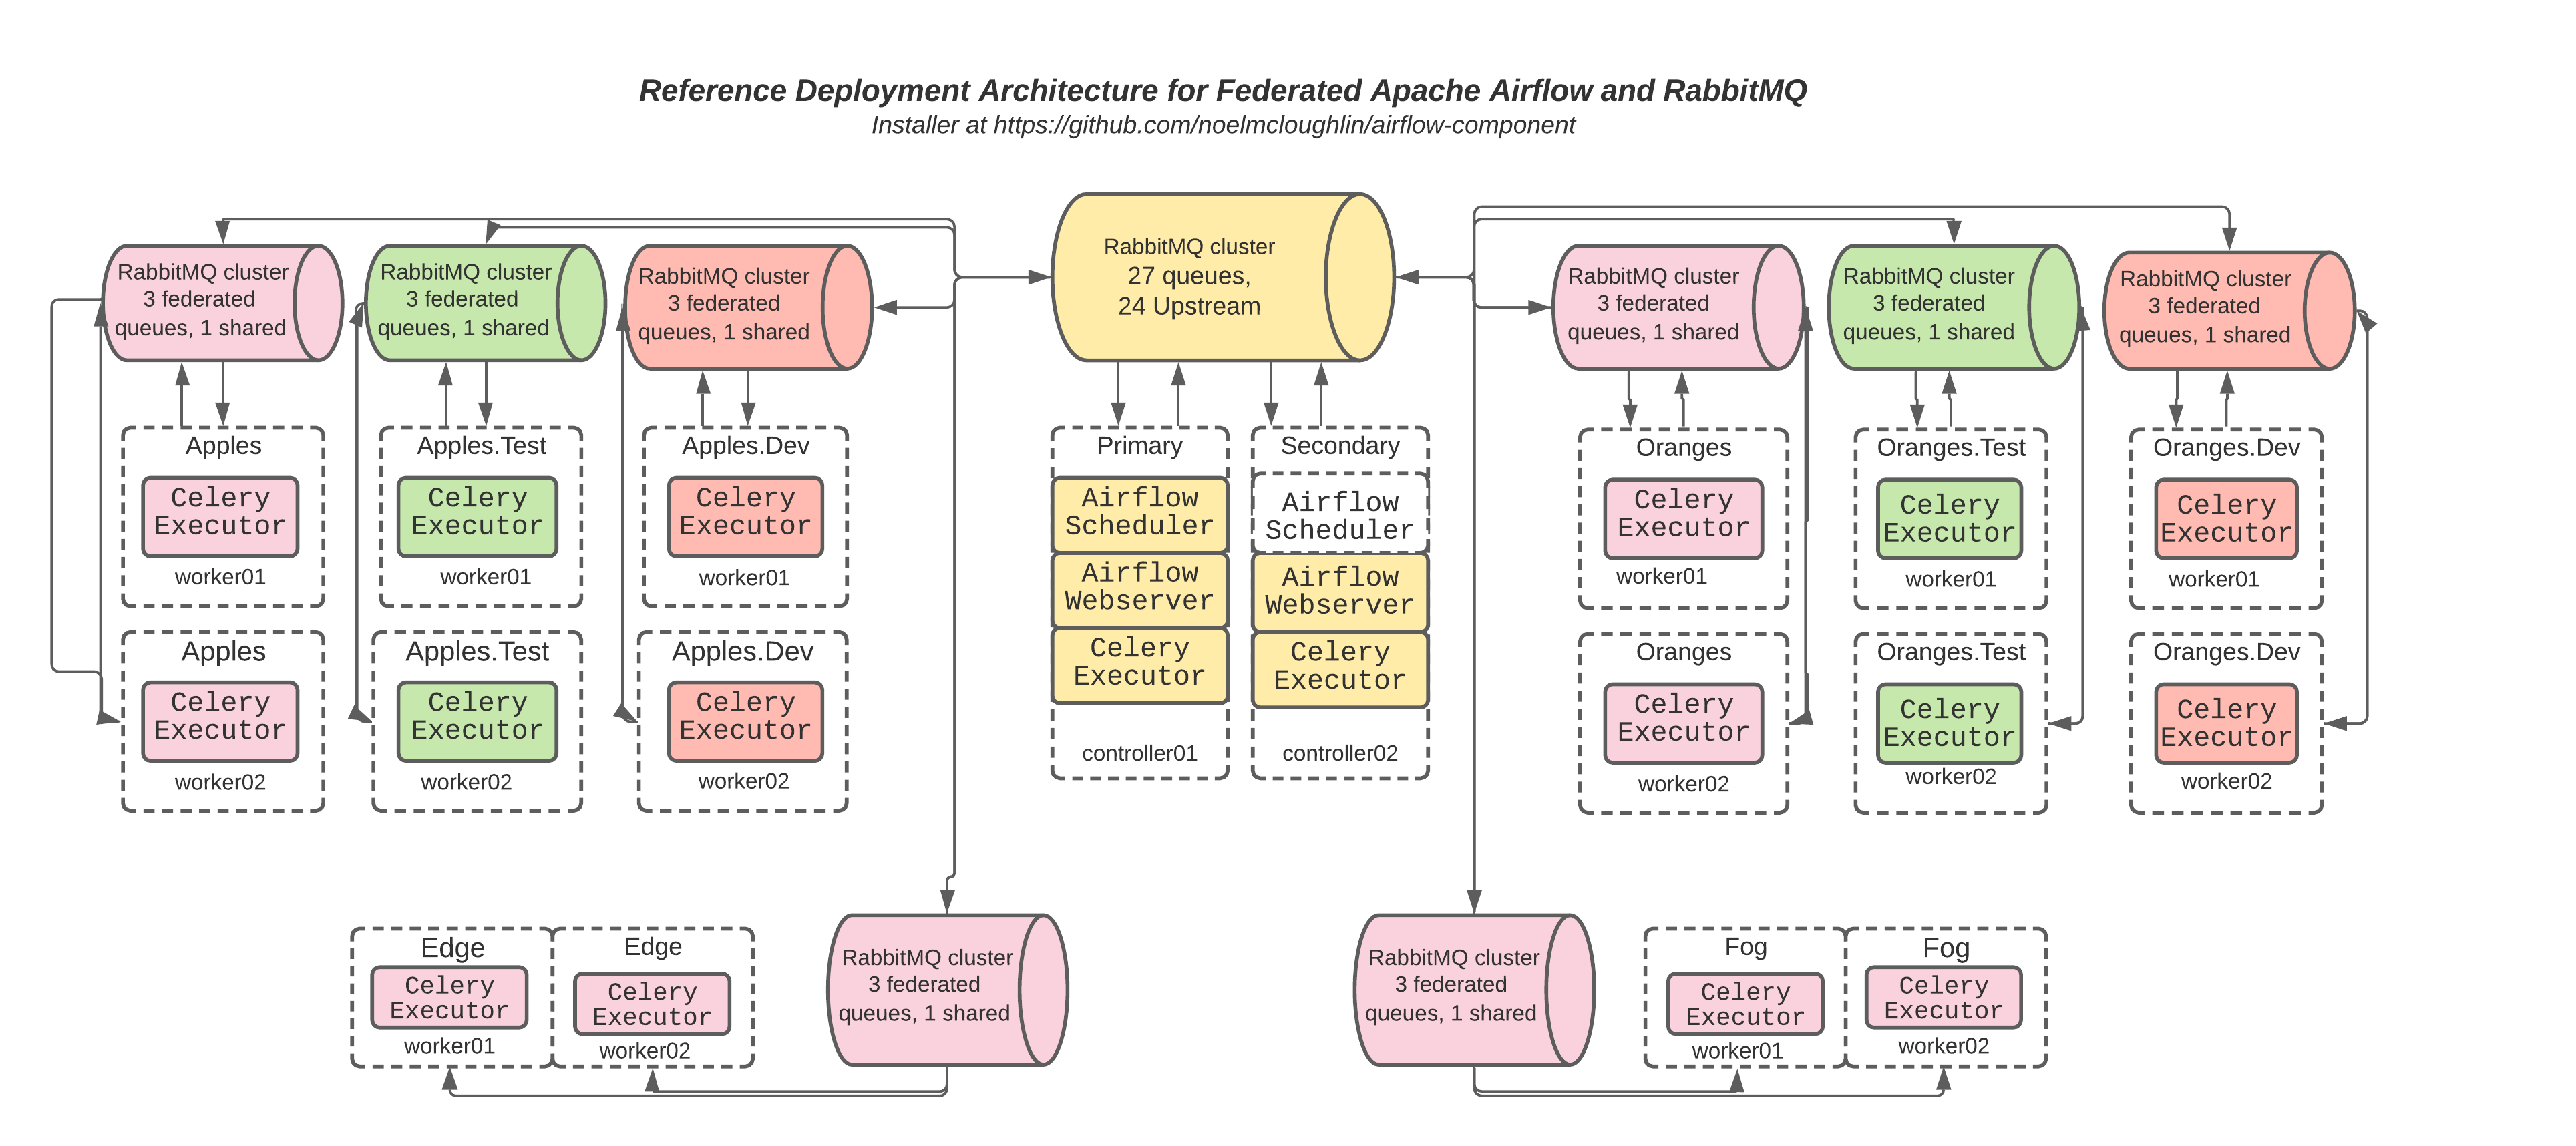 Reference Deployment Architecture for Federated Apache Airflow and RabbitMQ
Installer at https://github.com/noelmcloughlin/airflow-component
RabbitMQ cluster
3 federated
queues, 1 shared
RabbitMQ cluster
3 federated
queues, 1 shared
RabbitMQ cluster
3 federated
queues, 1 shared
RabbitMQ cluster
27 queues,
24 Upstream
RabbitMQ cluster
3 federated
queues, 1 shared
RabbitMQ cluster
3 federated
queues, 1 shared
RabbitMQ cluster
3 federated
queues, 1 shared
Apples
Celery
Executor
worker01
Apples.Test
Celery
Executor
worker01
Apples.Dev
Celery
Executor
worker01
Primary
Airflow
Scheduler
Airflow
Webserver
Celery
Executor
controller01
Secondary
Airflow
Scheduler
Airflow
Webserver
Celery
Executor
controller02
Oranges
Celery
Executor
worker01
Oranges.Test
Celery
Executor
worker01
Oranges.Dev
Celery
Executor
worker01
Apples
Celery
Executor
worker02
Apples.Test
Celery
Executor
worker02
Apples.Dev
Celery
Executor
worker02
Oranges
Celery
Executor
worker02
Oranges.Test
Celery
Executor
worker02
Oranges.Dev
Celery
Executor
worker02
Edge
Celery
Executor
worker01
Edge
Celery
Executor
worker02
RabbitMQ cluster
3 federated
queues, 1 shared
RabbitMQ cluster
3 federated
queues, 1 shared
Fog
Celery
Executor
worker01
Fog
Celery
Executor
worker02